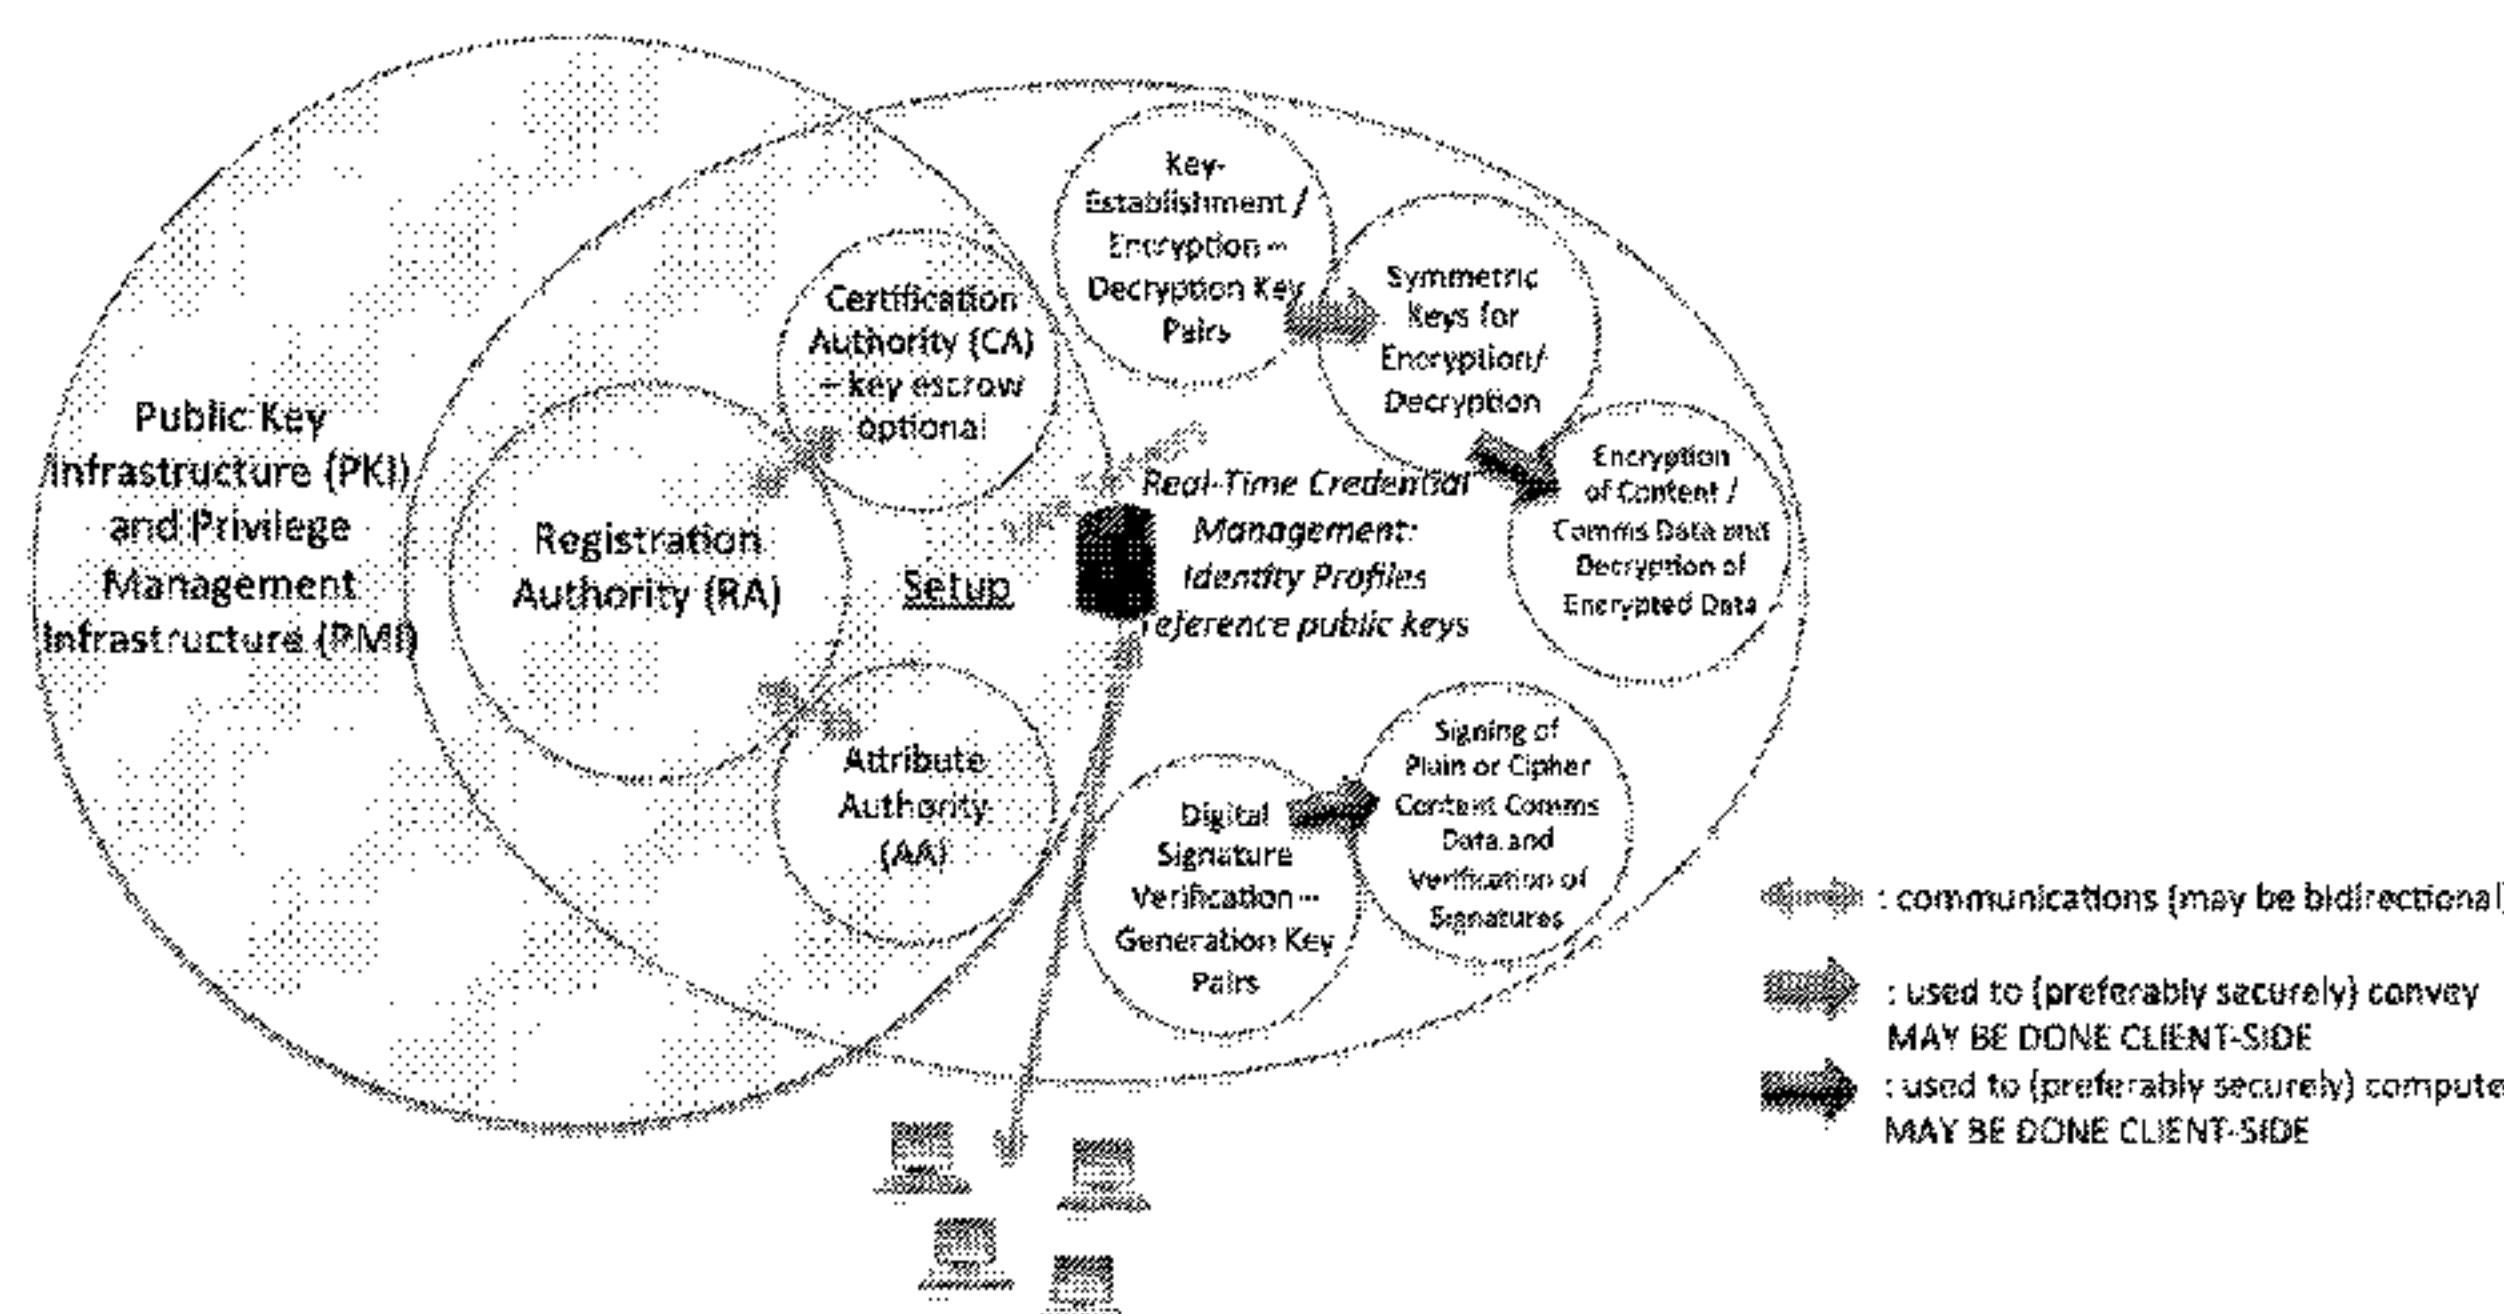 Public Key
Infrastructure (PKI)
and Privilege
Management
Infrastructure (PMI)
Registration
Authority (RA)
Certification
Authority (CA)
– key escrow
optional
Setup
Attribute
Authority
(AA)
Key-
Establishment /
Encryption –
Decryption Key
Pairs
Symmetric
Keys for
Encryption/
Decryption
Encryption
of Content /
Comms Data and
Decryption of
Encrypted Data
Real-Time Credential
Management:
Identity Profiles
reference public keys
Digital
Signature
Verification –
Generation Key
Pairs
Signing of
Plain or Cipher
Content Comms
Data and
Verification of
Signatures
: communications (may be bidirectional)
: used to (preferably securely) convey
MAY BE DONE CLIENT-SIDE
: used to (preferably securely) compute
MAY BE DONE CLIENT-SIDE